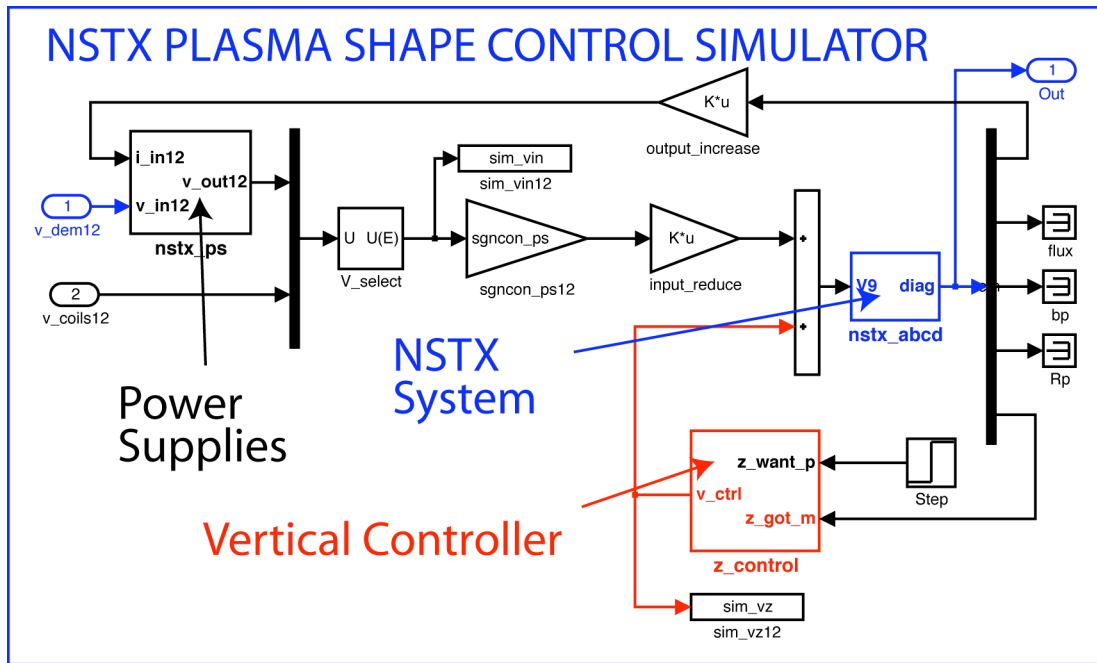 NSTX PLASMA SHAPE CONTROL SIMULATOR
1
Out
K*u
output_increase
i_in12
v_out12
v_in12
nstx_ps
1
v_dem12
2
v_coils12
U U(E)
V_select
sim_vin
sim_vin12
sgncon_ps
sgncon_ps12
K*u
input_reduce
+
+
V9 diag
nstx_abcd
flux
bp
Rp
NSTX
System
Power
Supplies
z_want_p
v_ctrl
z_got_m
z_control
Step
Vertical Controller
sim_vz
sim_vz12